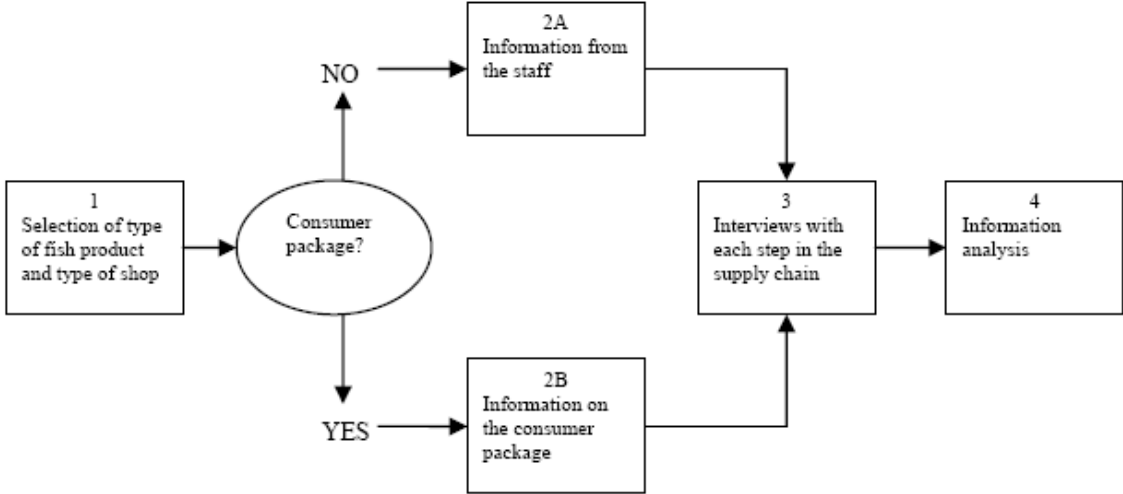 2A
Information from
the staff
NO
1
Selection of type
of fish product
and type of shop
Consumer
package?
3
Interviews with
each step in the
supply chain
4
Information
analysis
2B
Information on
the consumer
package
YES